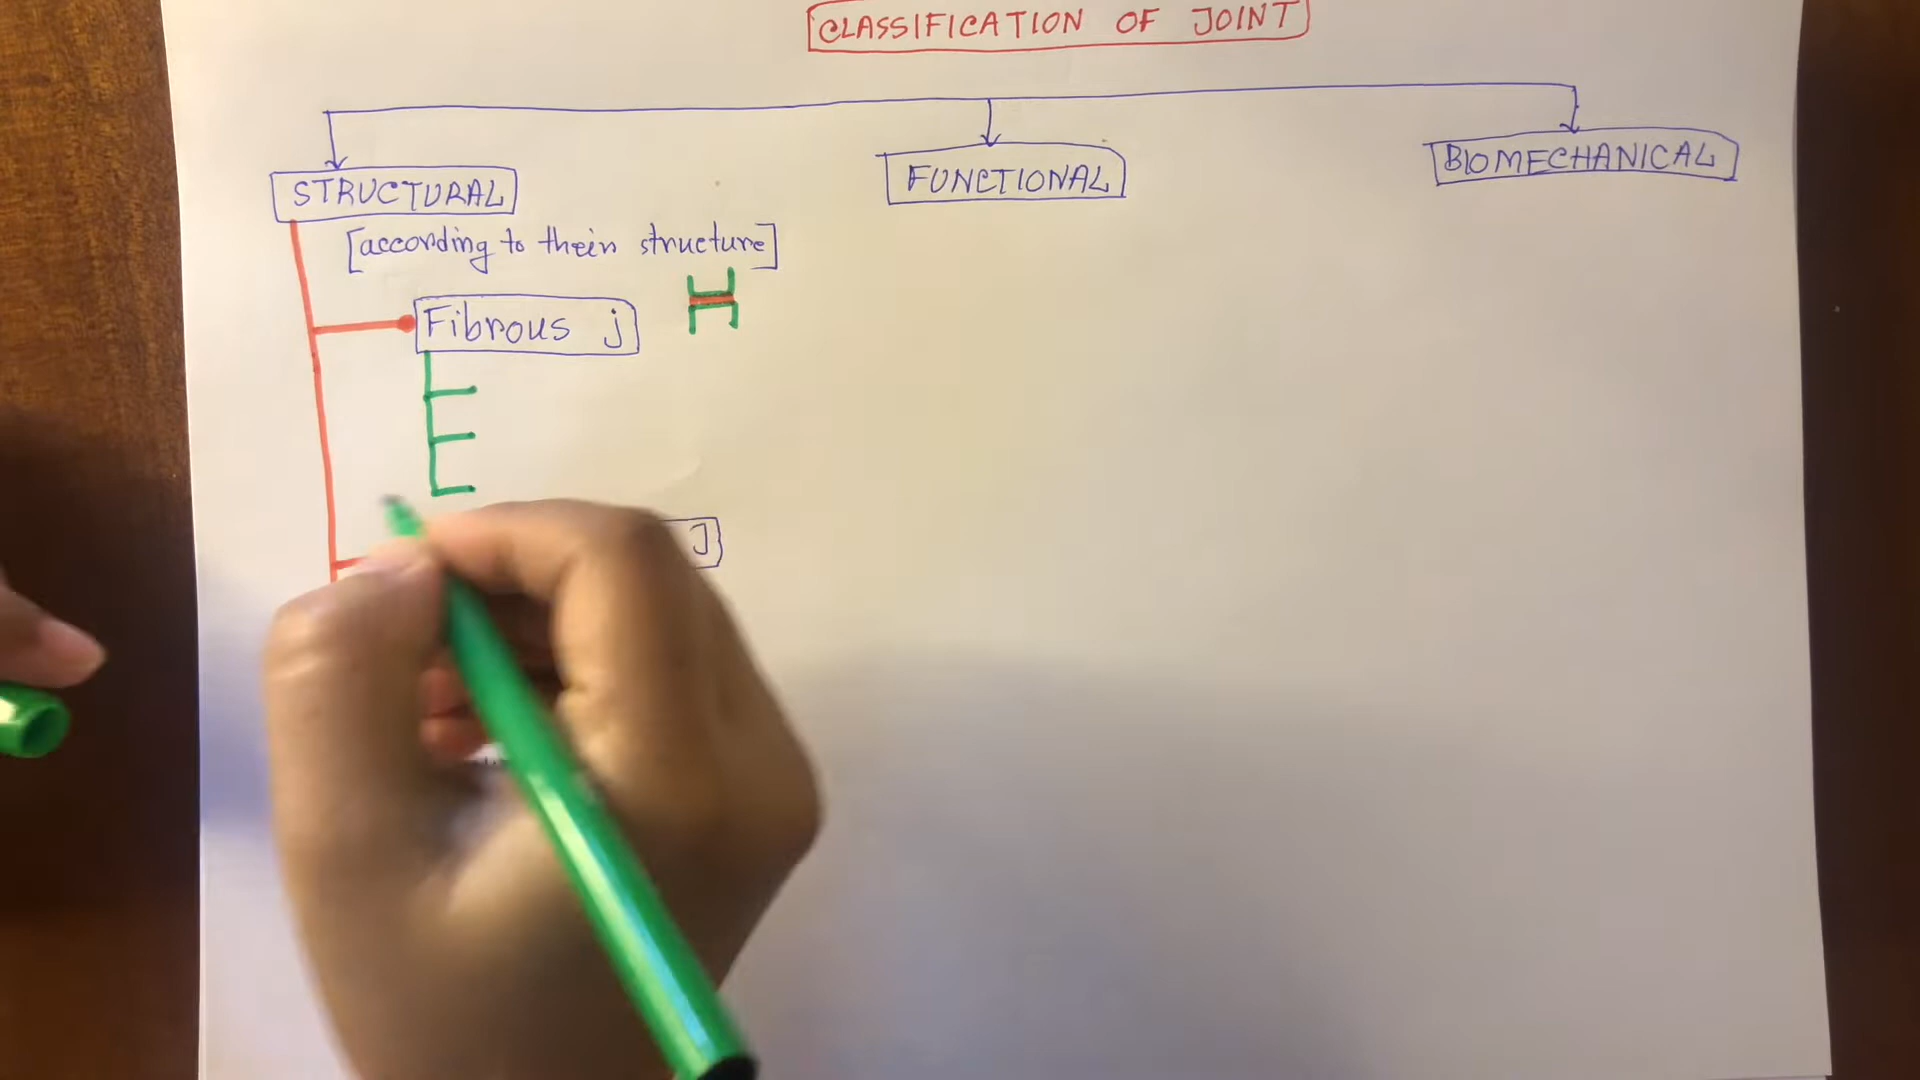 CLASSIFICATION OF JOINT
STRUCTURAL
FUNCTIONAL
BIOMECHANICAL
[according to their structure]
Fibrous j
J